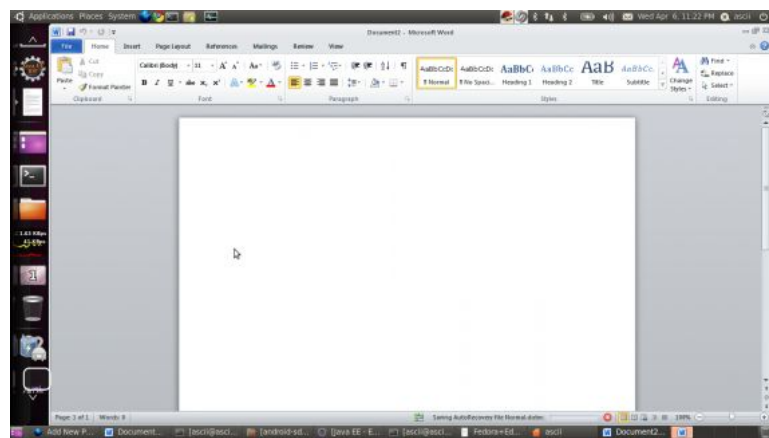 Applications Places System Wed Apr 6, 11:22 PM ascii
Document2 - Microsoft Word
File Home Insert Page Layout References Mailings Review View
Cut
Copy
Format Painter
Paste
Calibri (Body) 11
AaBbCcDc AaBbCcDc AaBbC AaBbCc AaB AaBbCc.
¶ Normal ¶ No Spaci... Heading 1 Heading 2 Title Subtitle
Change Styles
Find
Replace
Select
Clipboard Font Paragraph Styles Editing
1
Page: 1 of 1 Words: 0 Saving AutoRecovery file Normal.dotm:
Add New P... Document... [ascii@asci... [android-sd... [Java EE - E... [ascii@asci... Fedora+Ed... ascii Document2...